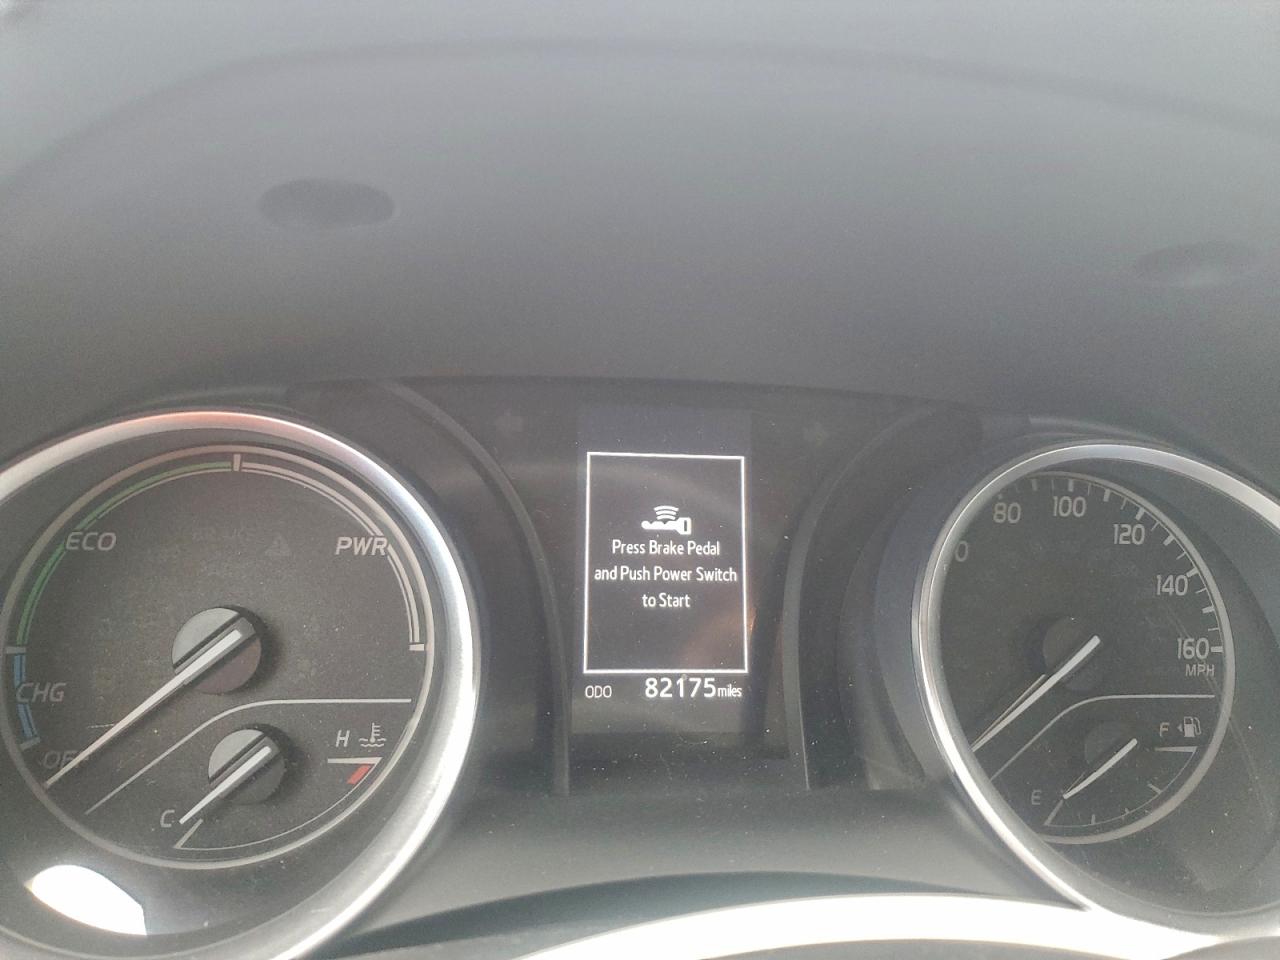 ECO
PWR
CHG
OF
H
C
Press Brake Pedal
and Push Power Switch
to Start
ODO 82175 miles
80
100
120
140
160
MPH
F
E